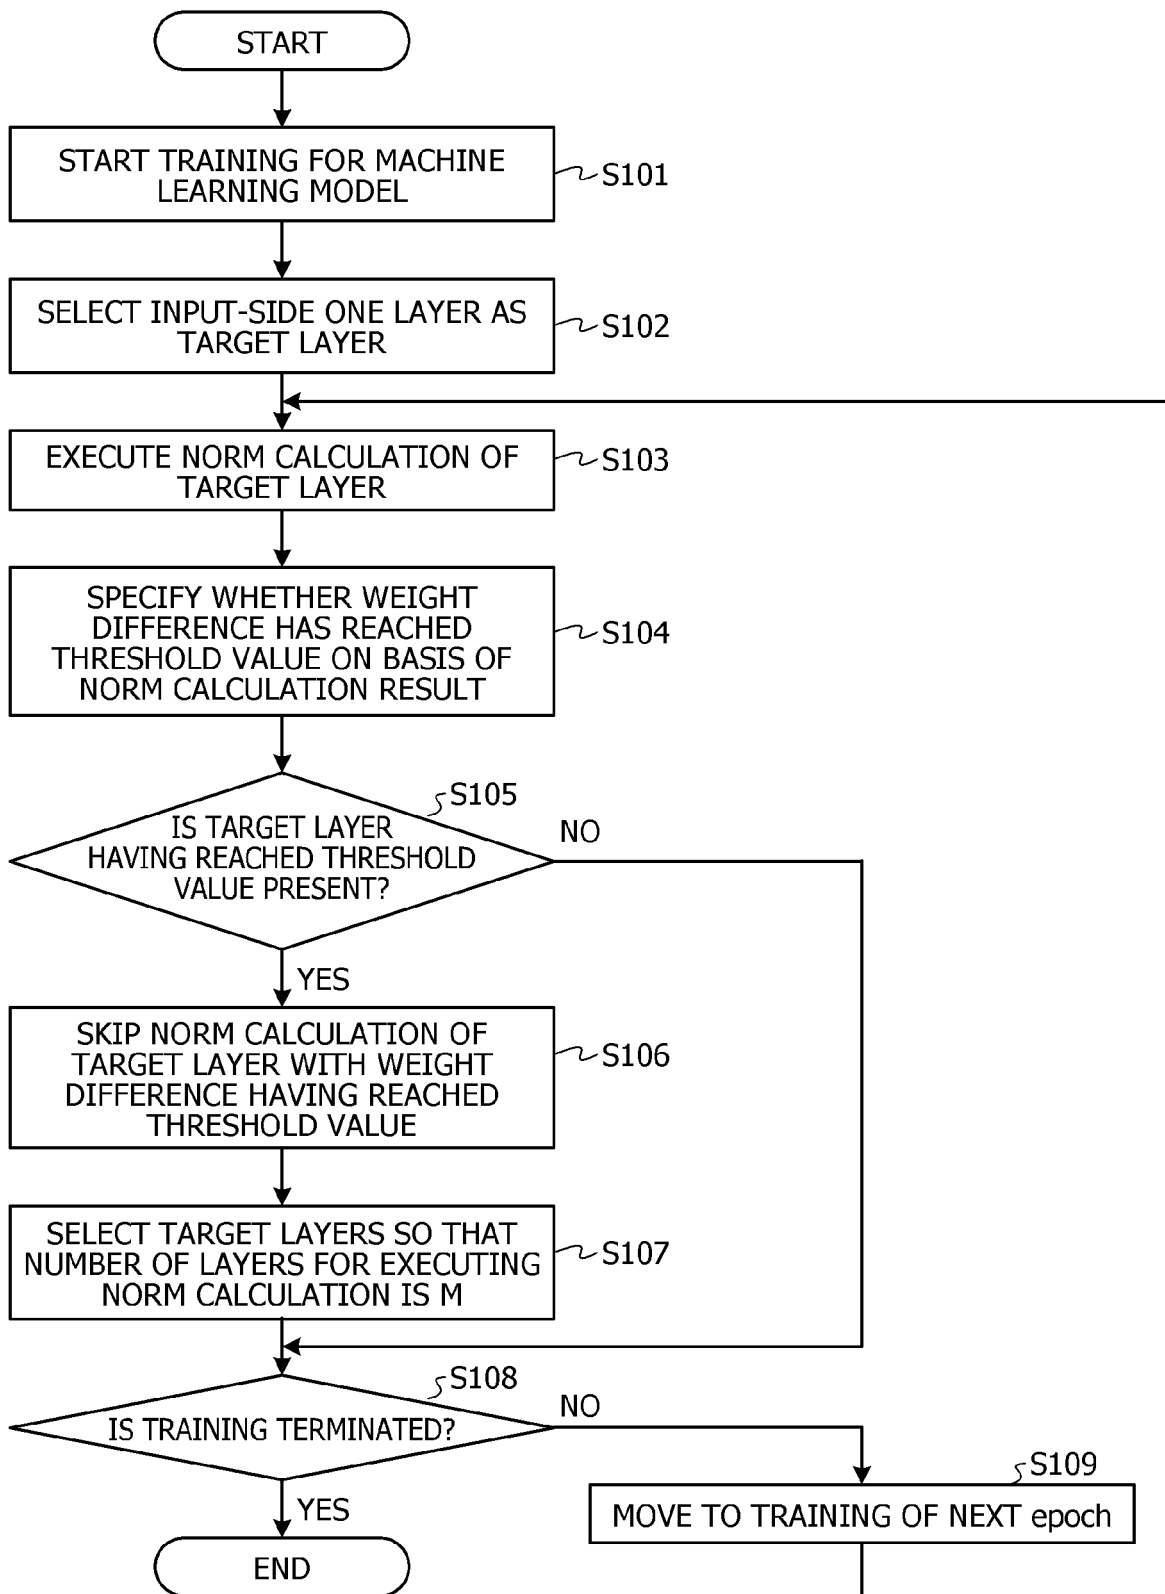 START
START TRAINING FOR MACHINE
LEARNING MODEL
S101
SELECT INPUT-SIDE ONE LAYER AS
TARGET LAYER
S102
EXECUTE NORM CALCULATION OF
TARGET LAYER
S103
SPECIFY WHETHER WEIGHT
DIFFERENCE HAS REACHED
THRESHOLD VALUE ON BASIS OF
NORM CALCULATION RESULT
S104
S105
IS TARGET LAYER
HAVING REACHED THRESHOLD
VALUE PRESENT?
NO
YES
SKIP NORM CALCULATION OF
TARGET LAYER WITH WEIGHT
DIFFERENCE HAVING REACHED
THRESHOLD VALUE
S106
SELECT TARGET LAYERS SO THAT
NUMBER OF LAYERS FOR EXECUTING
NORM CALCULATION IS M
S107
S108
IS TRAINING TERMINATED?
NO
S109
MOVE TO TRAINING OF NEXT epoch
YES
END